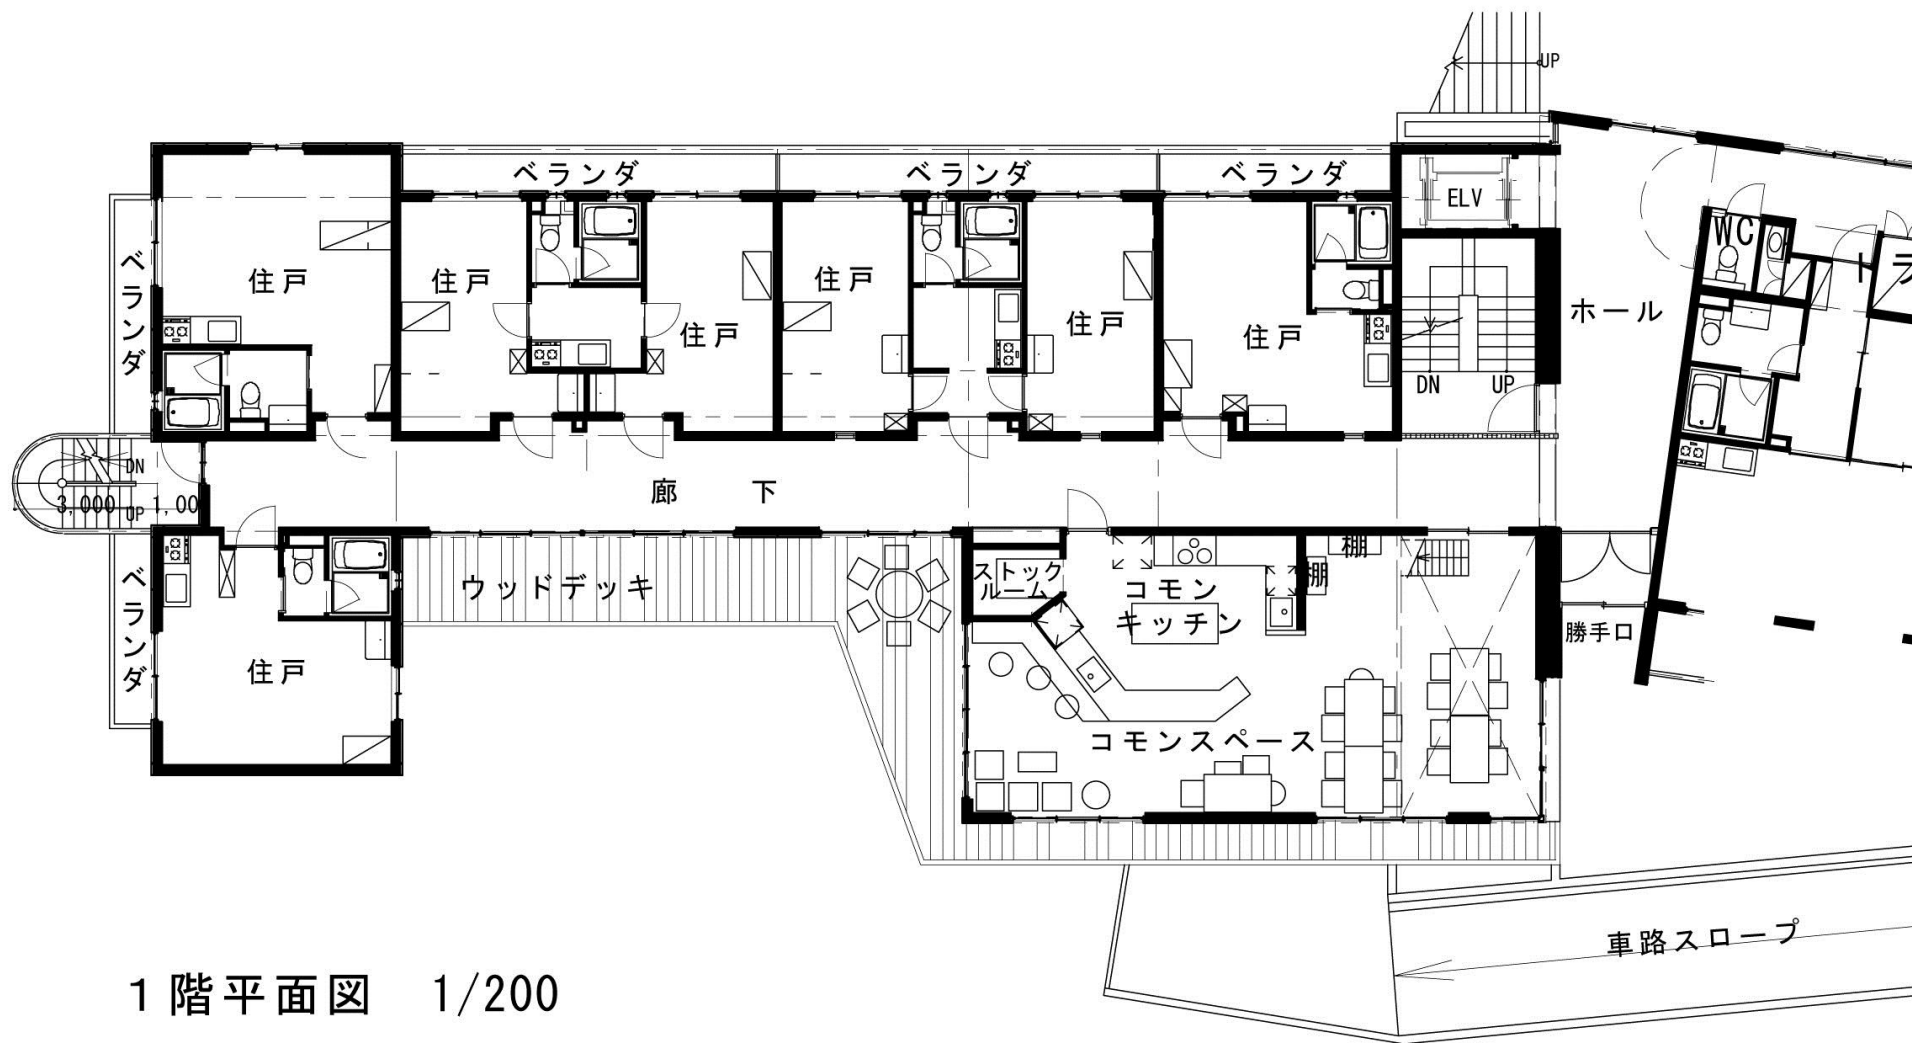 UP
ベランダ
ベランダ
ベランダ
ELV
WC
トラ
ベランダ
住戸
住戸
住戸
住戸
住戸
住戸
ホール
DN
UP
DN
3,000
UP
1,00
廊下
ベランダ
ウッドデッキ
ストック
ルーム
コモン
キッチン
棚
棚
勝手口
住戸
コモンスペース
車路スロープ
1階平面図 1/200